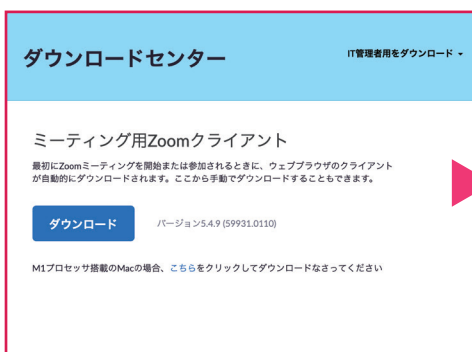 ダウンロードセンター
IT管理者用をダウンロード
ミーティング用Zoomクライアント
最初にZoomミーティングを開始または参加されるときに、ウェブブラウザのクライアント
が自動的にダウンロードされます。ここから手動でダウンロードすることもできます。
ダウンロード
バージョン5.4.9 (59931.0110)
M1プロセッサ搭載のMacの場合、こちらをクリックしてダウンロードなさってください